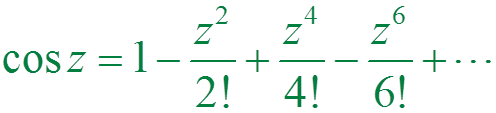 cos z = 1 − z²/2! + z⁴/4! − z⁶/6! + ⋯